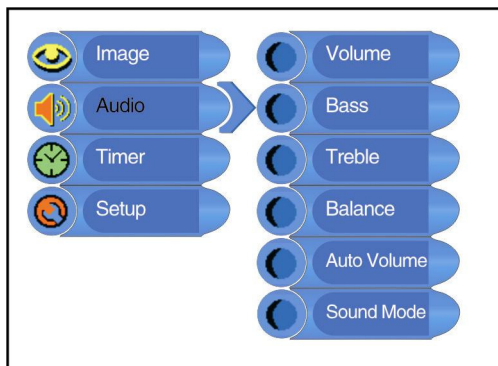 Image
Audio
Timer
Setup
Volume
Bass
Treble
Balance
Auto Volume
Sound Mode